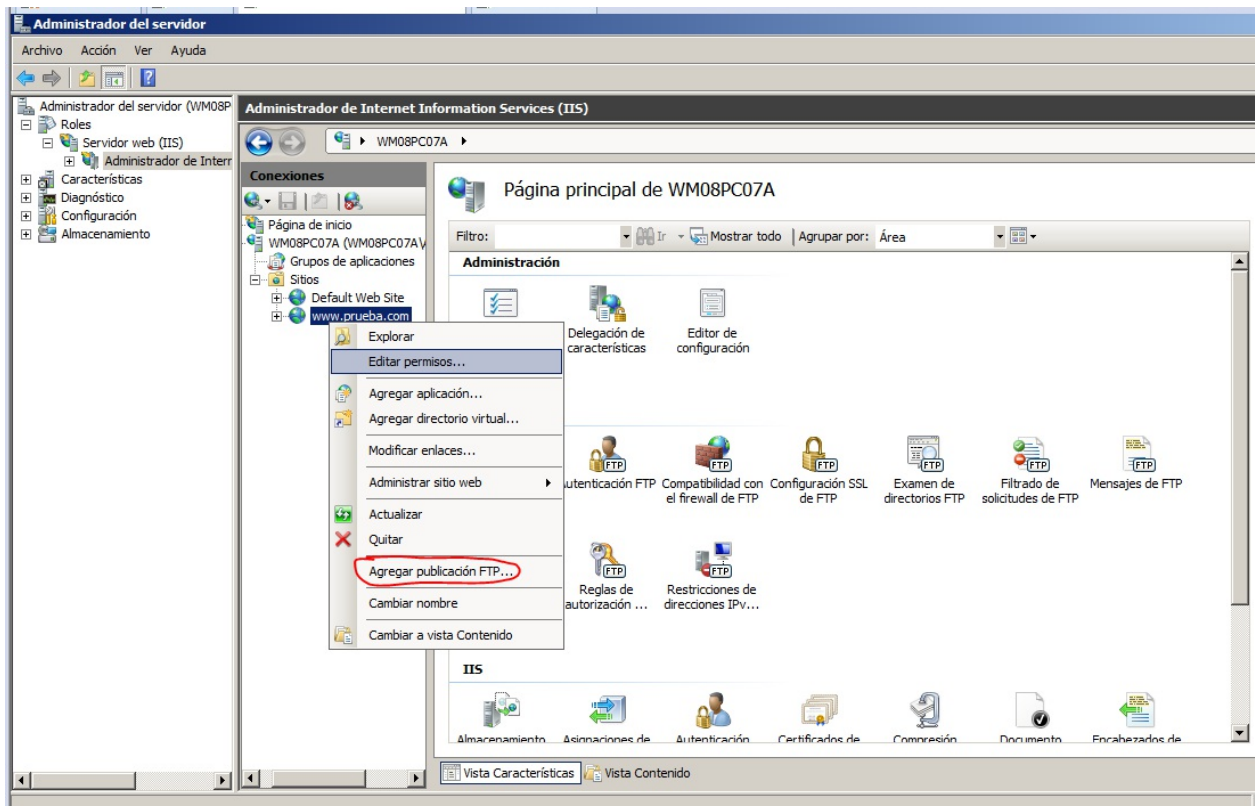 Administrador del servidor
Archivo Acción Ver Ayuda
Administrador del servidor (WM08P
Roles
Servidor web (IIS)
Administrador de Interr
Características
Diagnóstico
Configuración
Almacenamiento
Administrador de Internet Information Services (IIS)
WM08PC07A
Conexiones
Página de inicio
WM08PC07A (WM08PC07A\
Grupos de aplicaciones
Sitios
Default Web Site
www.prueba.com
Explorar
Editar permisos...
Agregar aplicación...
Agregar directorio virtual...
Modificar enlaces...
Administrar sitio web
Actualizar
Quitar
Agregar publicación FTP...
Cambiar nombre
Cambiar a vista Contenido
Página principal de WM08PC07A
Filtro: Ir Mostrar todo Agrupar por: Área
Administración
Delegación de características
Editor de configuración
utenticación FTP
Compatibilidad con el firewall de FTP
Configuración SSL de FTP
Examen de directorios FTP
Filtrado de solicitudes de FTP
Mensajes de FTP
Reglas de autorización ...
Restricciones de direcciones IPv...
IIS
Almacenamiento Asignaciones de Autenticación Certificados de Compresión Documento Encabezados de
Vista Características Vista Contenido